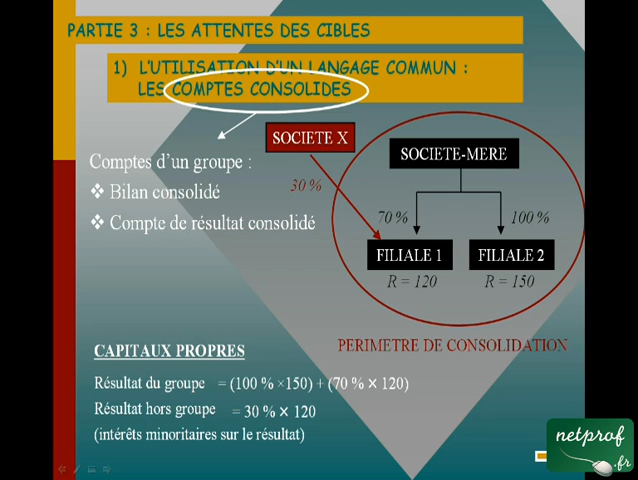 PARTIE 3 : LES ATTENTES DES CIBLES
1) L'UTILISATION D'UN LANGAGE COMMUN :
LES COMPTES CONSOLIDES
SOCIETE X
SOCIETE-MERE
Comptes d'un groupe :
30 %
❖ Bilan consolidé
❖ Compte de résultat consolidé
70 %
100 %
FILIALE 1
FILIALE 2
R = 120
R = 150
PERIMETRE DE CONSOLIDATION
CAPITAUX PROPRES
Résultat du groupe = (100 % ×150) + (70 % × 120)
Résultat hors groupe = 30 % × 120
(intérêts minoritaires sur le résultat)
netprof
.fr